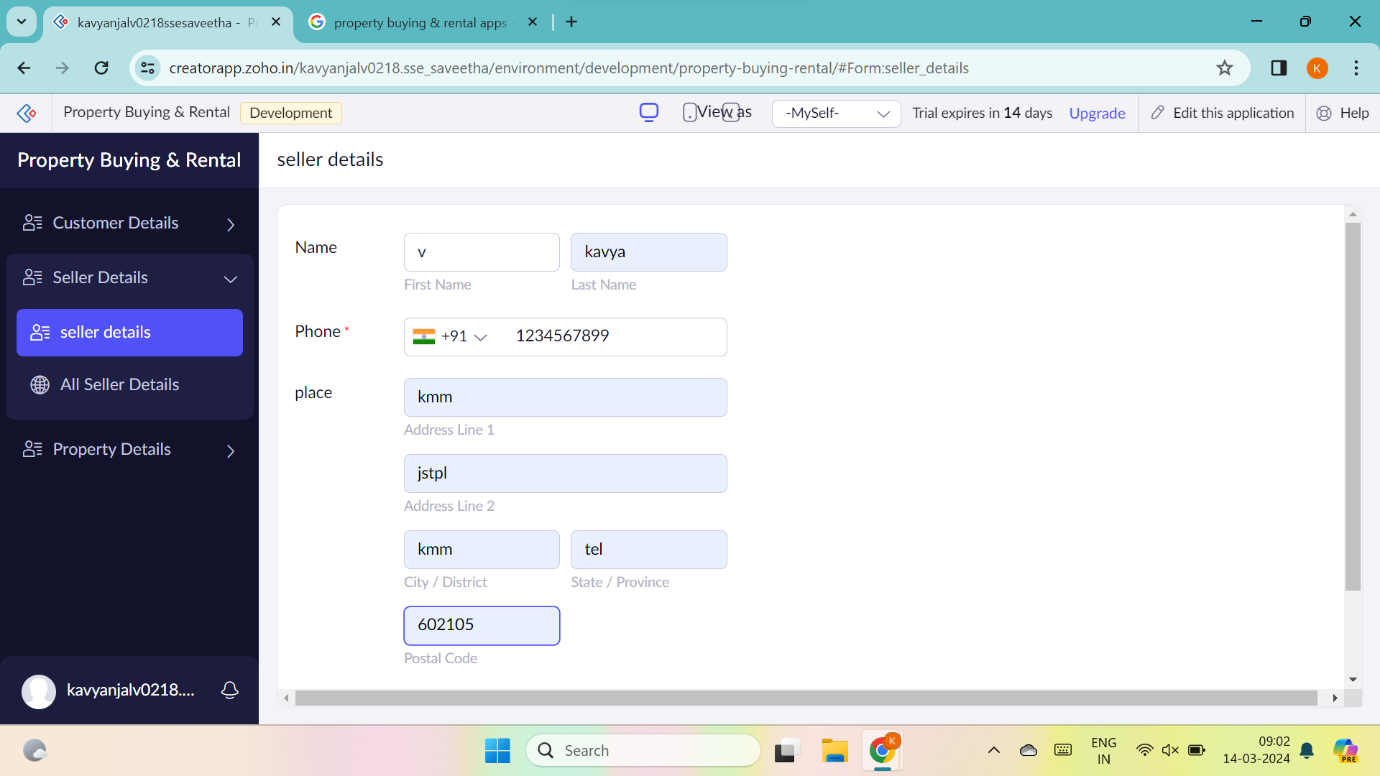 kavyanjalv0218ssesaveetha - P
property buying & rental apps
creatorapp.zoho.in/kavyanjalv0218.sse_saveetha/environment/development/property-buying-rental/#Form:seller_details
K
Property Buying & Rental
Development
View as
-MySelf-
Trial expires in 14 days
Upgrade
Edit this application
Help
Property Buying & Rental
seller details
Customer Details
Seller Details
seller details
All Seller Details
Property Details
kavyanjalv0218....
Name
v
kavya
First Name
Last Name
Phone *
+91
1234567899
place
kmm
Address Line 1
jstpl
Address Line 2
kmm
tel
City / District
State / Province
602105
Postal Code
Search
K
ENG
IN
09:02
14-03-2024
PRE